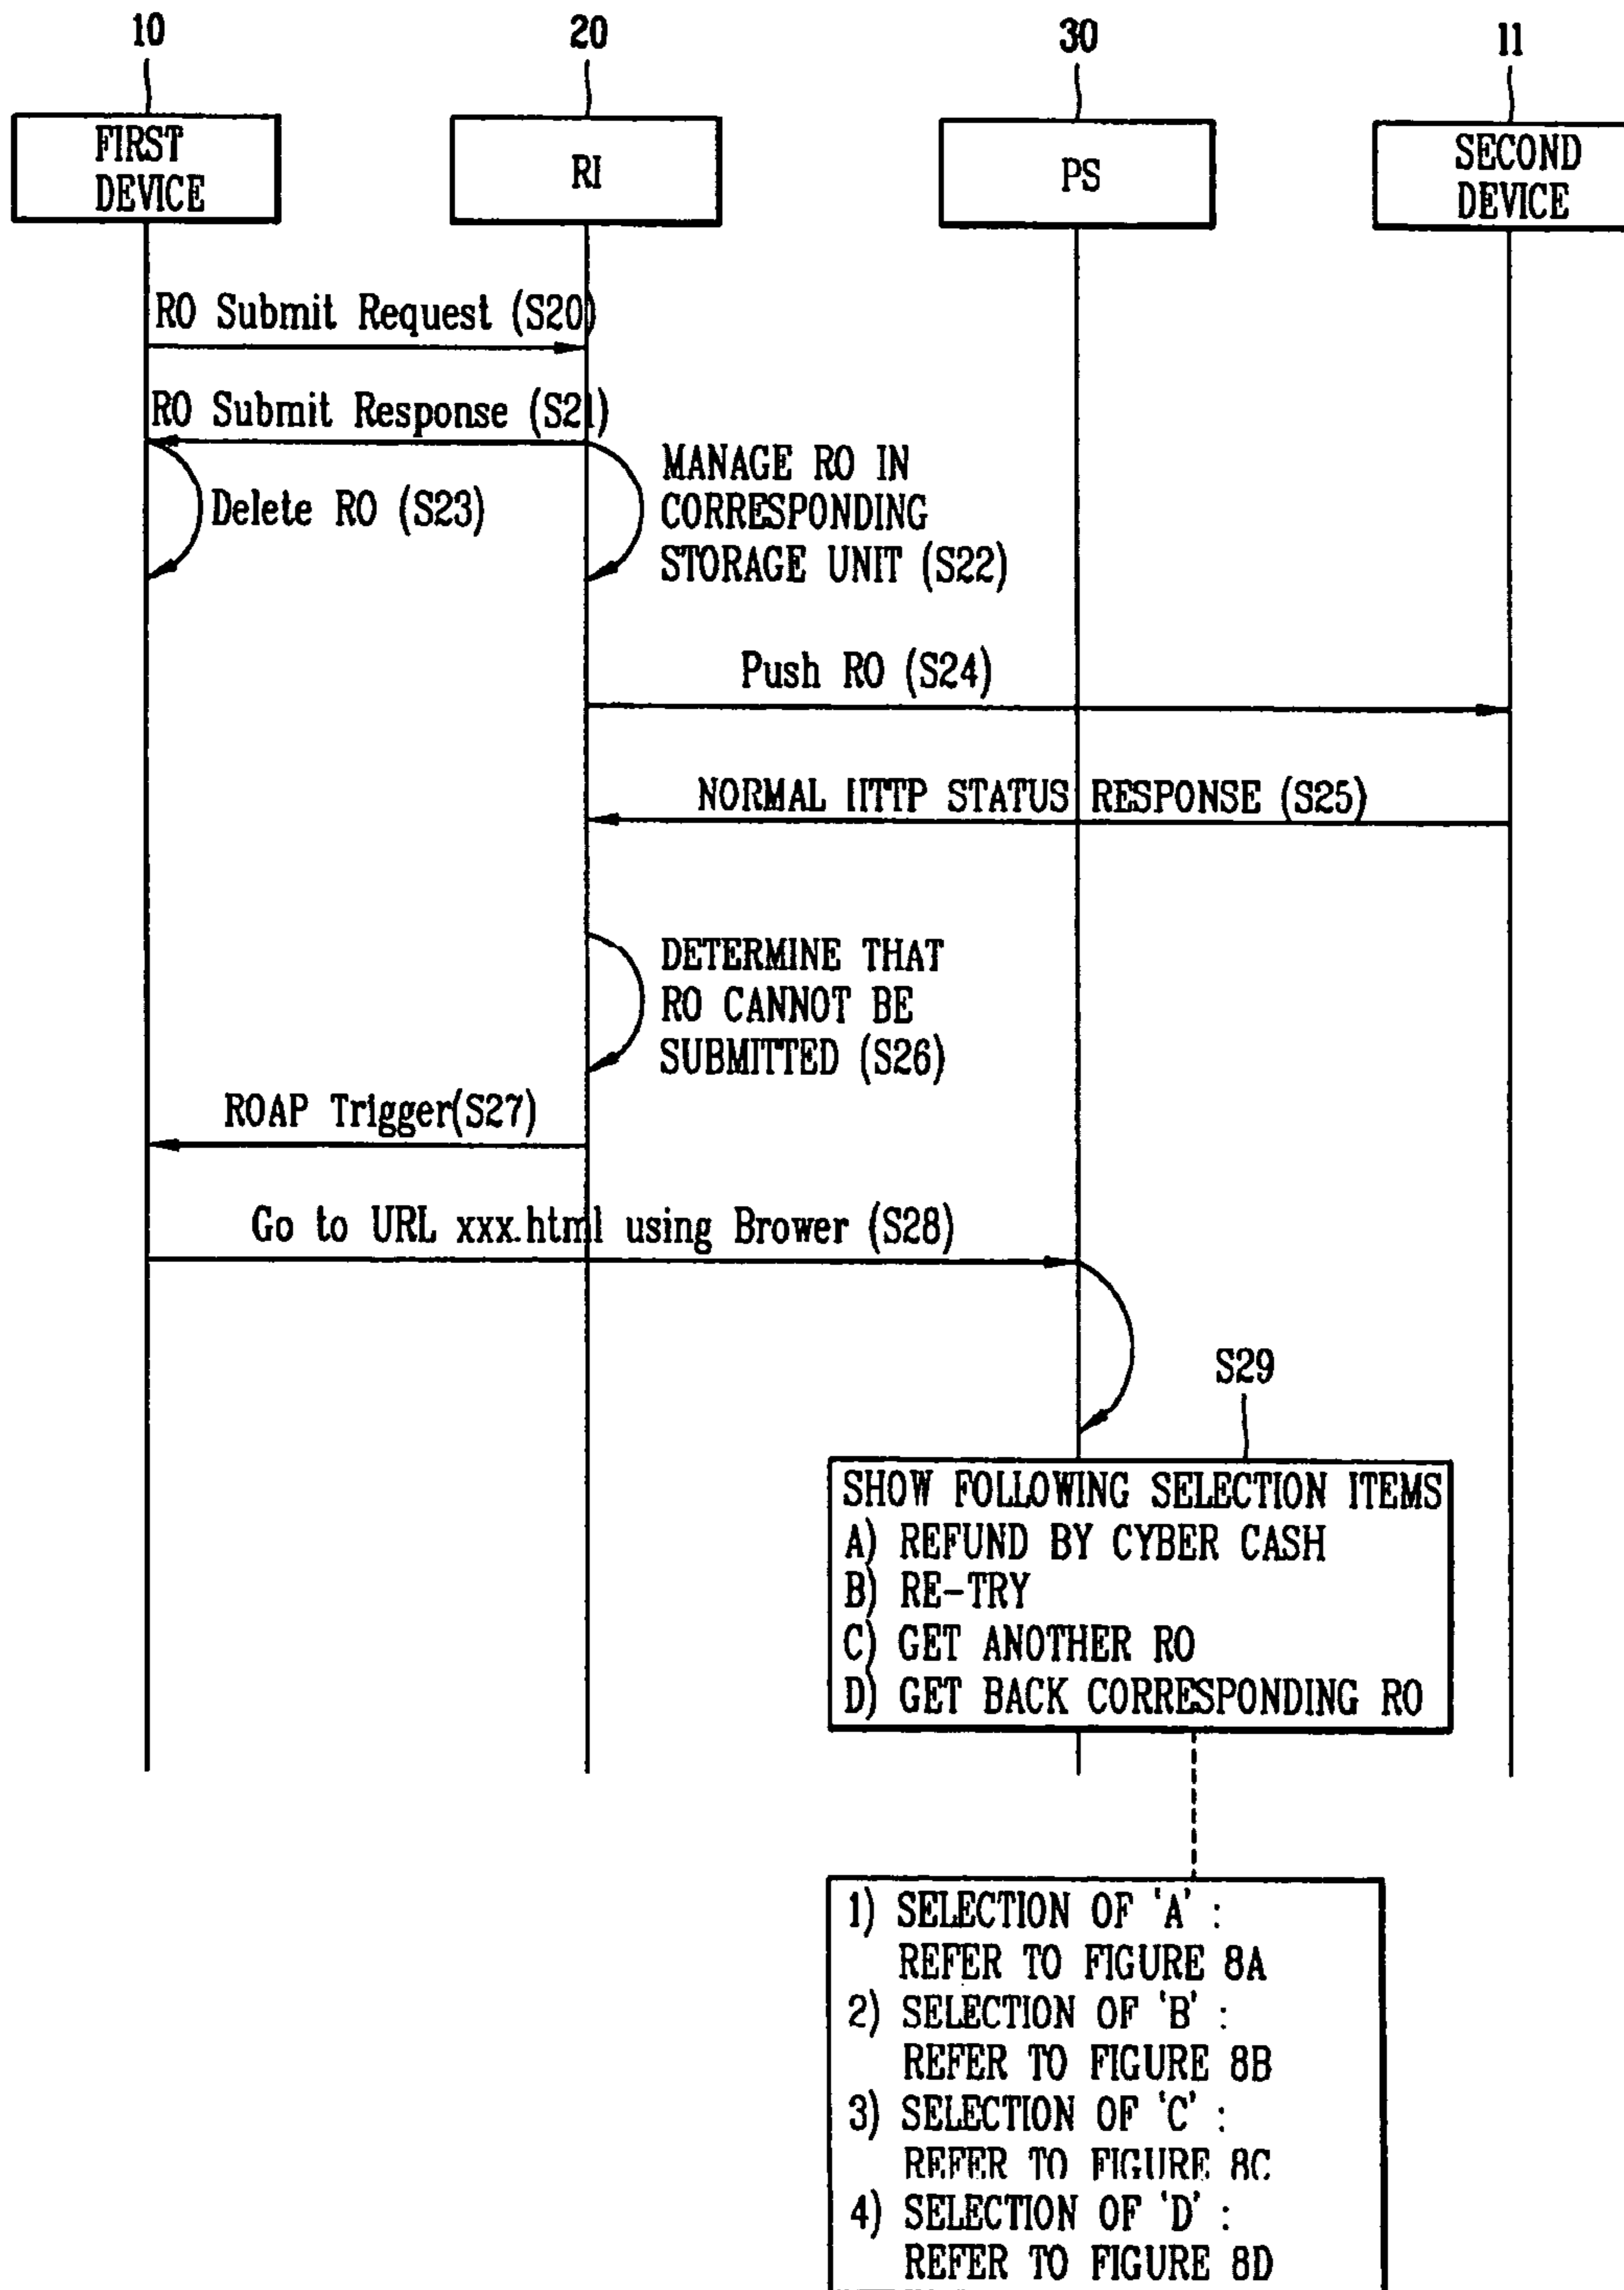 10
20
30
11
FIRST
DEVICE
RI
PS
SECOND
DEVICE
RO Submit Request (S20)
RO Submit Response (S21)
Delete RO (S23)
MANAGE RO IN
CORRESPONDING
STORAGE UNIT (S22)
Push RO (S24)
NORMAL HTTP STATUS RESPONSE (S25)
DETERMINE THAT
RO CANNOT BE
SUBMITTED (S26)
ROAP Trigger(S27)
Go to URL xxx.html using Brower (S28)
S29
SHOW FOLLOWING SELECTION ITEMS
A) REFUND BY CYBER CASH
B) RE-TRY
C) GET ANOTHER RO
D) GET BACK CORRESPONDING RO
1) SELECTION OF 'A' :
REFER TO FIGURE 8A
2) SELECTION OF 'B' :
REFER TO FIGURE 8B
3) SELECTION OF 'C' :
REFER TO FIGURE 8C
4) SELECTION OF 'D' :
REFER TO FIGURE 8D